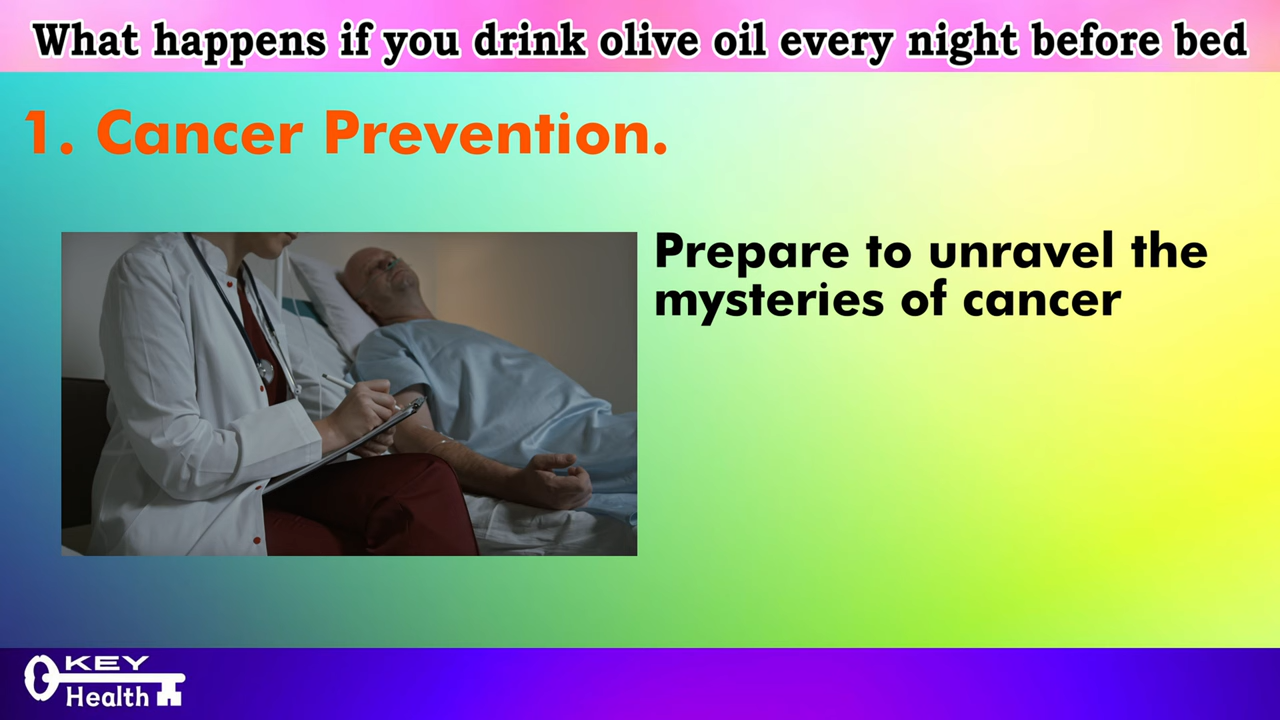 What happens if you drink olive oil every night before bed
1. Cancer Prevention.
Prepare to unravel the
mysteries of cancer
KEY
Health